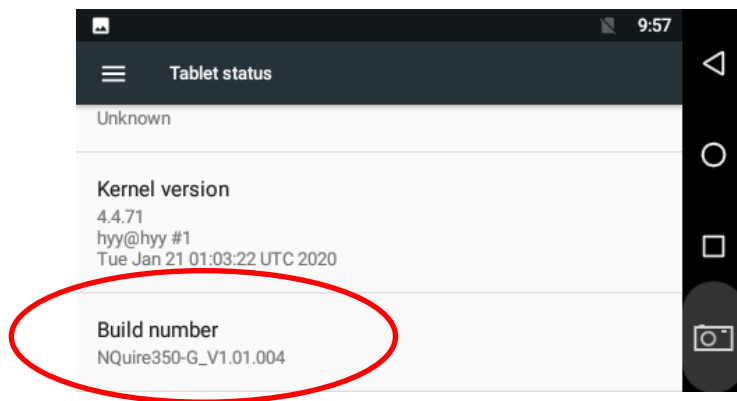 9:57
Tablet status
Unknown
Kernel version
4.4.71
hyy@hyy #1
Tue Jan 21 01:03:22 UTC 2020
Build number
NQuire350-G_V1.01.004